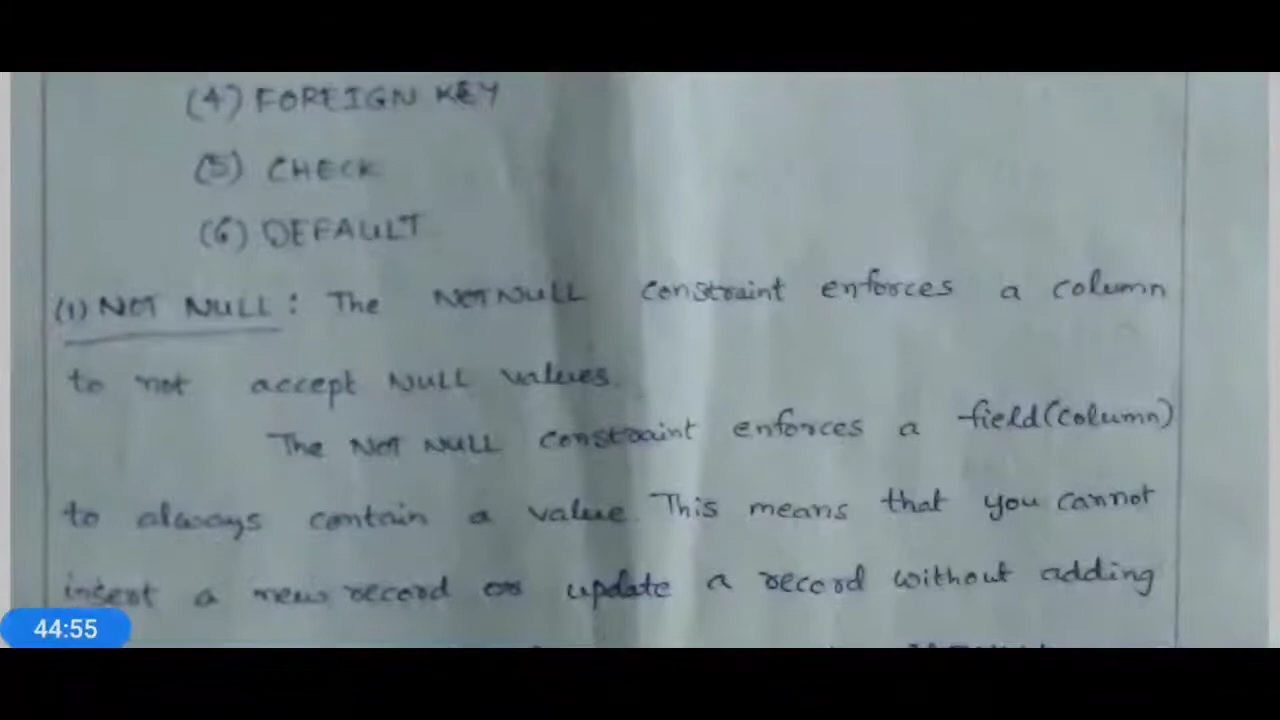 (4) FOREIGN KEY
(5) CHECK
(6) DEFAULT
(1) NOT NULL : The NOT NULL constraint enforces a column
to not accept NULL values.
The NOT NULL constraint enforces a field(column)
to always contain a value. This means that you cannot
insert a new record or update a record without adding
44:55